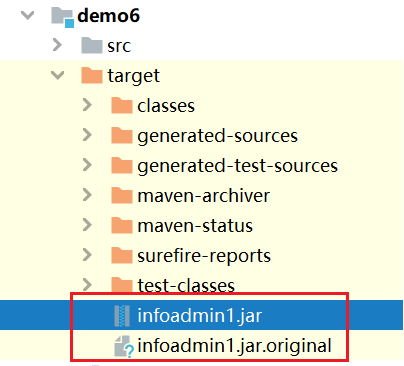 demo6
src
target
classes
generated-sources
generated-test-sources
maven-archiver
maven-status
surefire-reports
test-classes
infoadmin1.jar
infoadmin1.jar.original